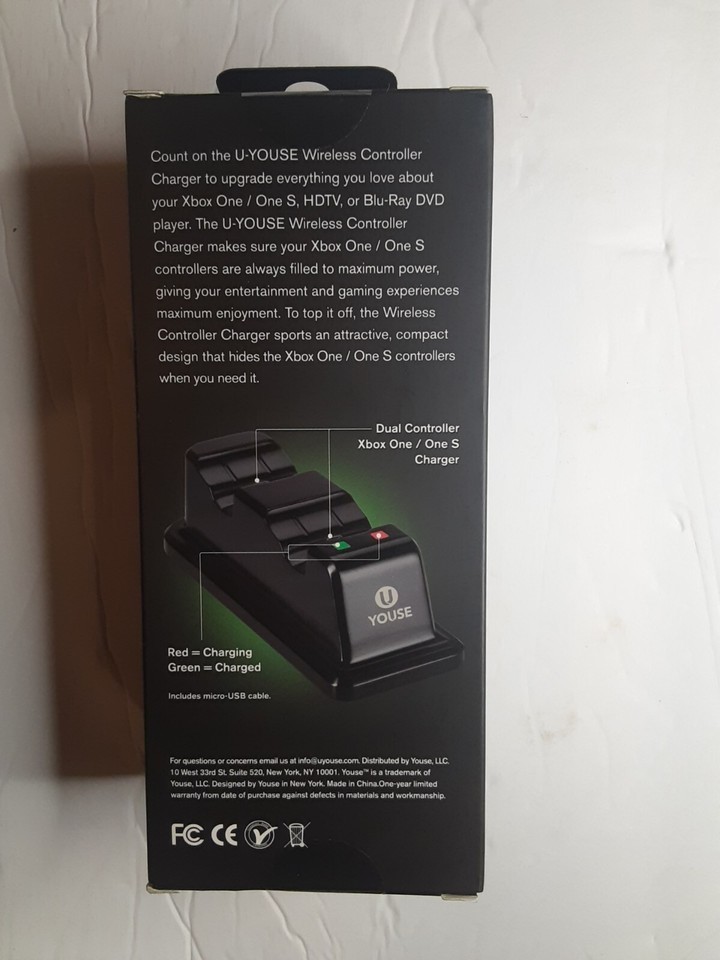 Count on the U-YOUSE Wireless Controller
Charger to upgrade everything you love about
your Xbox One / One S, HDTV, or Blu-Ray DVD
player. The U-YOUSE Wireless Controller
Charger makes sure your Xbox One / One S
controllers are always filled to maximum power,
giving your entertainment and gaming experiences
maximum enjoyment. To top it off, the Wireless
Controller Charger sports an attractive, compact
design that hides the Xbox One / One S controllers
when you need it.
Dual Controller
Xbox One / One S
Charger
U
YOUSE
Red = Charging
Green = Charged
Includes micro-USB cable.
For questions or concerns email us at info@uyouse.com. Distributed by Youse, LLC.
10 West 33rd St. Suite 520, New York, NY 10001. Youse™ is a trademark of
Youse, LLC. Designed by Youse in New York. Made in China.One-year limited
warranty from date of purchase against defects in materials and workmanship.
FC CE